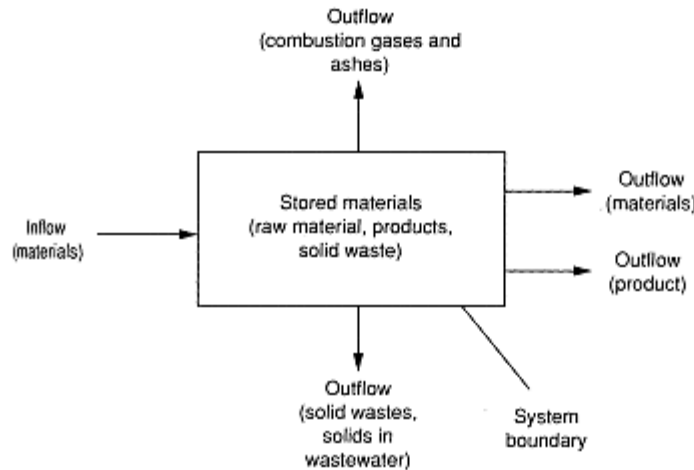 Outflow
(combustion gases and
ashes)
Stored materials
(raw material, products,
solid waste)
Inflow
(materials)
Outflow
(materials)
Outflow
(product)
Outflow
(solid wastes,
solids in
wastewater)
System
boundary